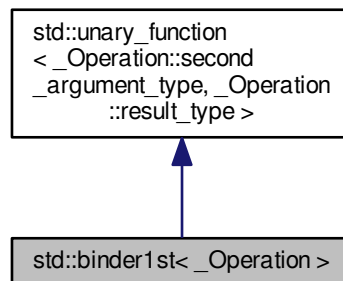 std::unary_function
< _Operation::second
_argument_type, _Operation
::result_type >
std::binder1st< _Operation >